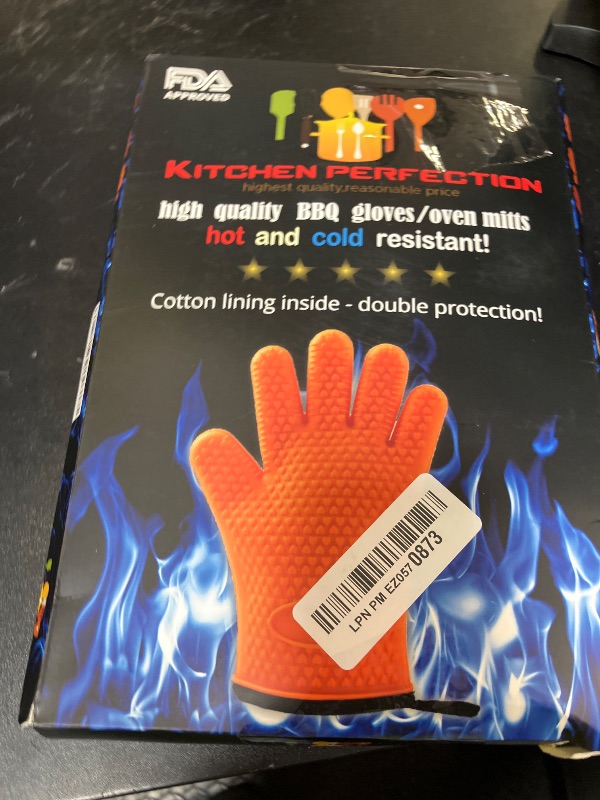 FDA
APPROVED
KITCHEN PERFECTION
highest quality,reasonable price
high quality BBQ gloves/oven mitts
hot and cold resistant!
Cotton lining inside - double protection!
LPN PM EZ057 0873